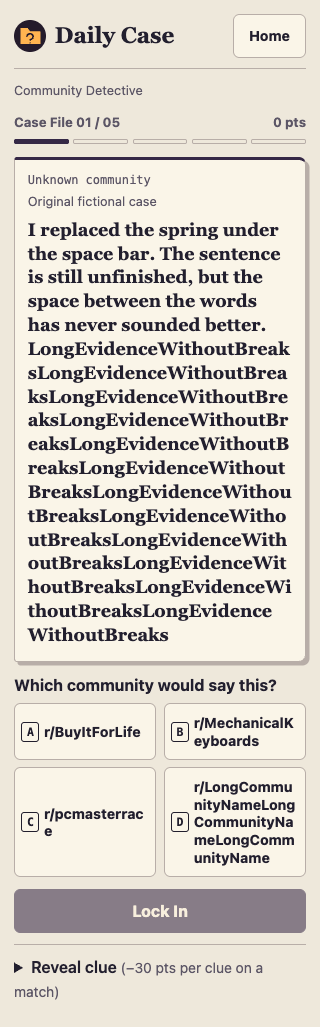 Daily Case
Home
Community Detective
Case File 01 / 05
0 pts
Unknown community
Original fictional case
I replaced the spring under
the space bar. The sentence
is still unfinished, but the
space between the words
has never sounded better.
LongEvidenceWithoutBreak
sLongEvidenceWithoutBrea
ksLongEvidenceWithoutBre
aksLongEvidenceWithoutBr
eaksLongEvidenceWithoutB
reaksLongEvidenceWithout
BreaksLongEvidenceWithou
tBreaksLongEvidenceWitho
utBreaksLongEvidenceWith
outBreaksLongEvidenceWit
houtBreaksLongEvidenceWi
thoutBreaksLongEvidence
WithoutBreaks
Which community would say this?
A r/BuyItForLife
B r/MechanicalK
eyboards
C r/pcmasterrac
e
D r/LongCommu
nityNameLong
CommunityNa
meLongComm
unityName
Lock In
Reveal clue (−30 pts per clue on a
match)